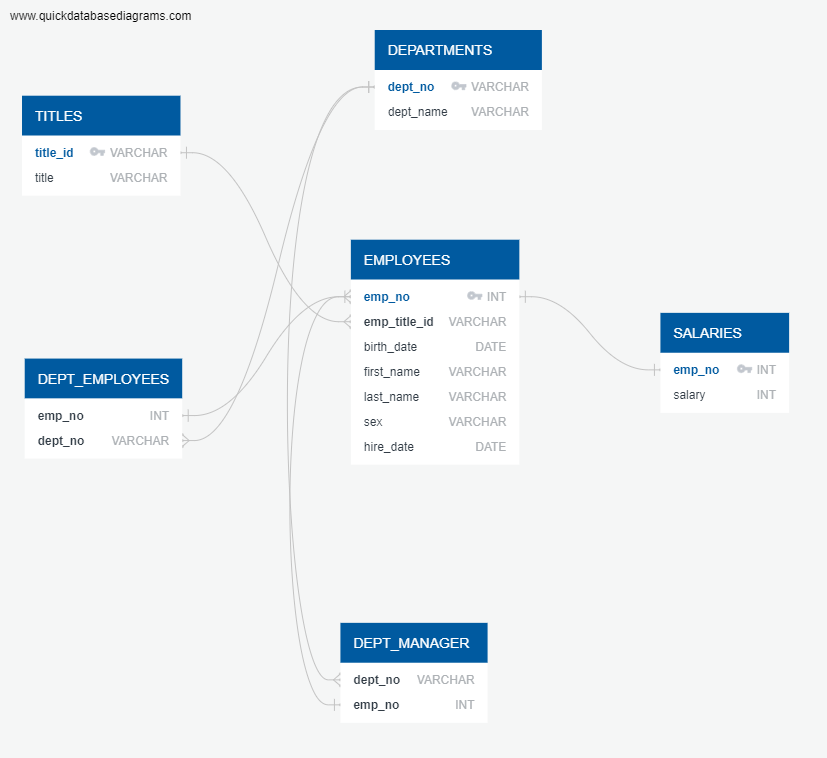 www.quickdatabasediagrams.com
DEPARTMENTS
dept_no VARCHAR
dept_name VARCHAR
TITLES
title_id VARCHAR
title VARCHAR
EMPLOYEES
emp_no INT
emp_title_id VARCHAR
birth_date DATE
first_name VARCHAR
last_name VARCHAR
sex VARCHAR
hire_date DATE
SALARIES
emp_no INT
salary INT
DEPT_EMPLOYEES
emp_no INT
dept_no VARCHAR
DEPT_MANAGER
dept_no VARCHAR
emp_no INT